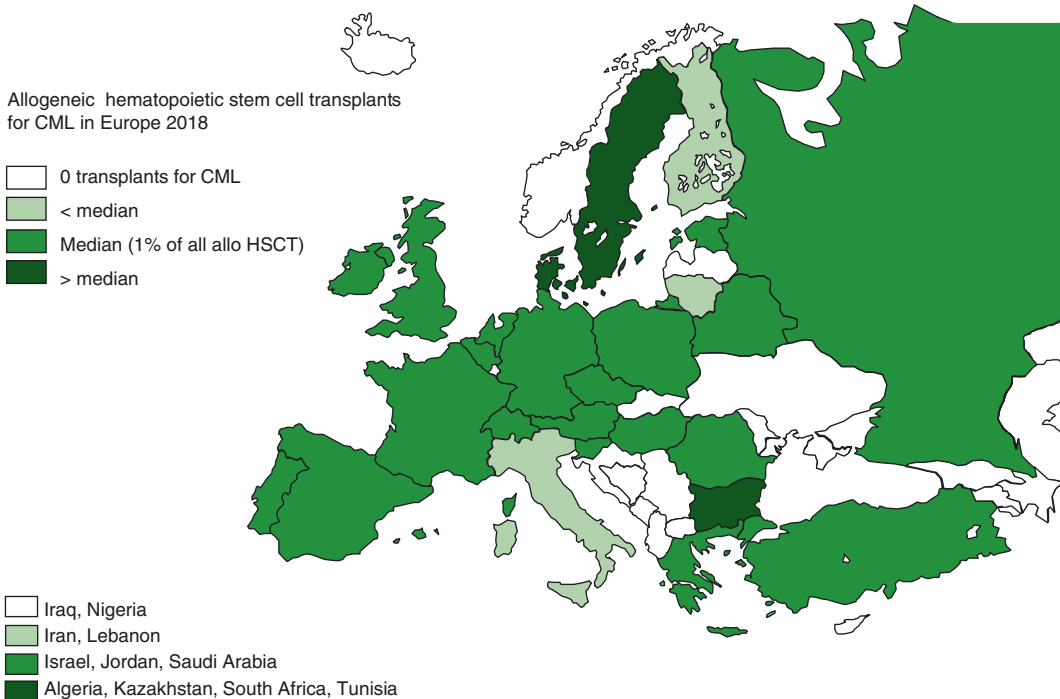 Allogeneic hematopoietic stem cell transplants
for CML in Europe 2018
0 transplants for CML
< median
Median (1% of all allo HSCT)
> median
Iraq, Nigeria
Iran, Lebanon
Israel, Jordan, Saudi Arabia
Algeria, Kazakhstan, South Africa, Tunisia